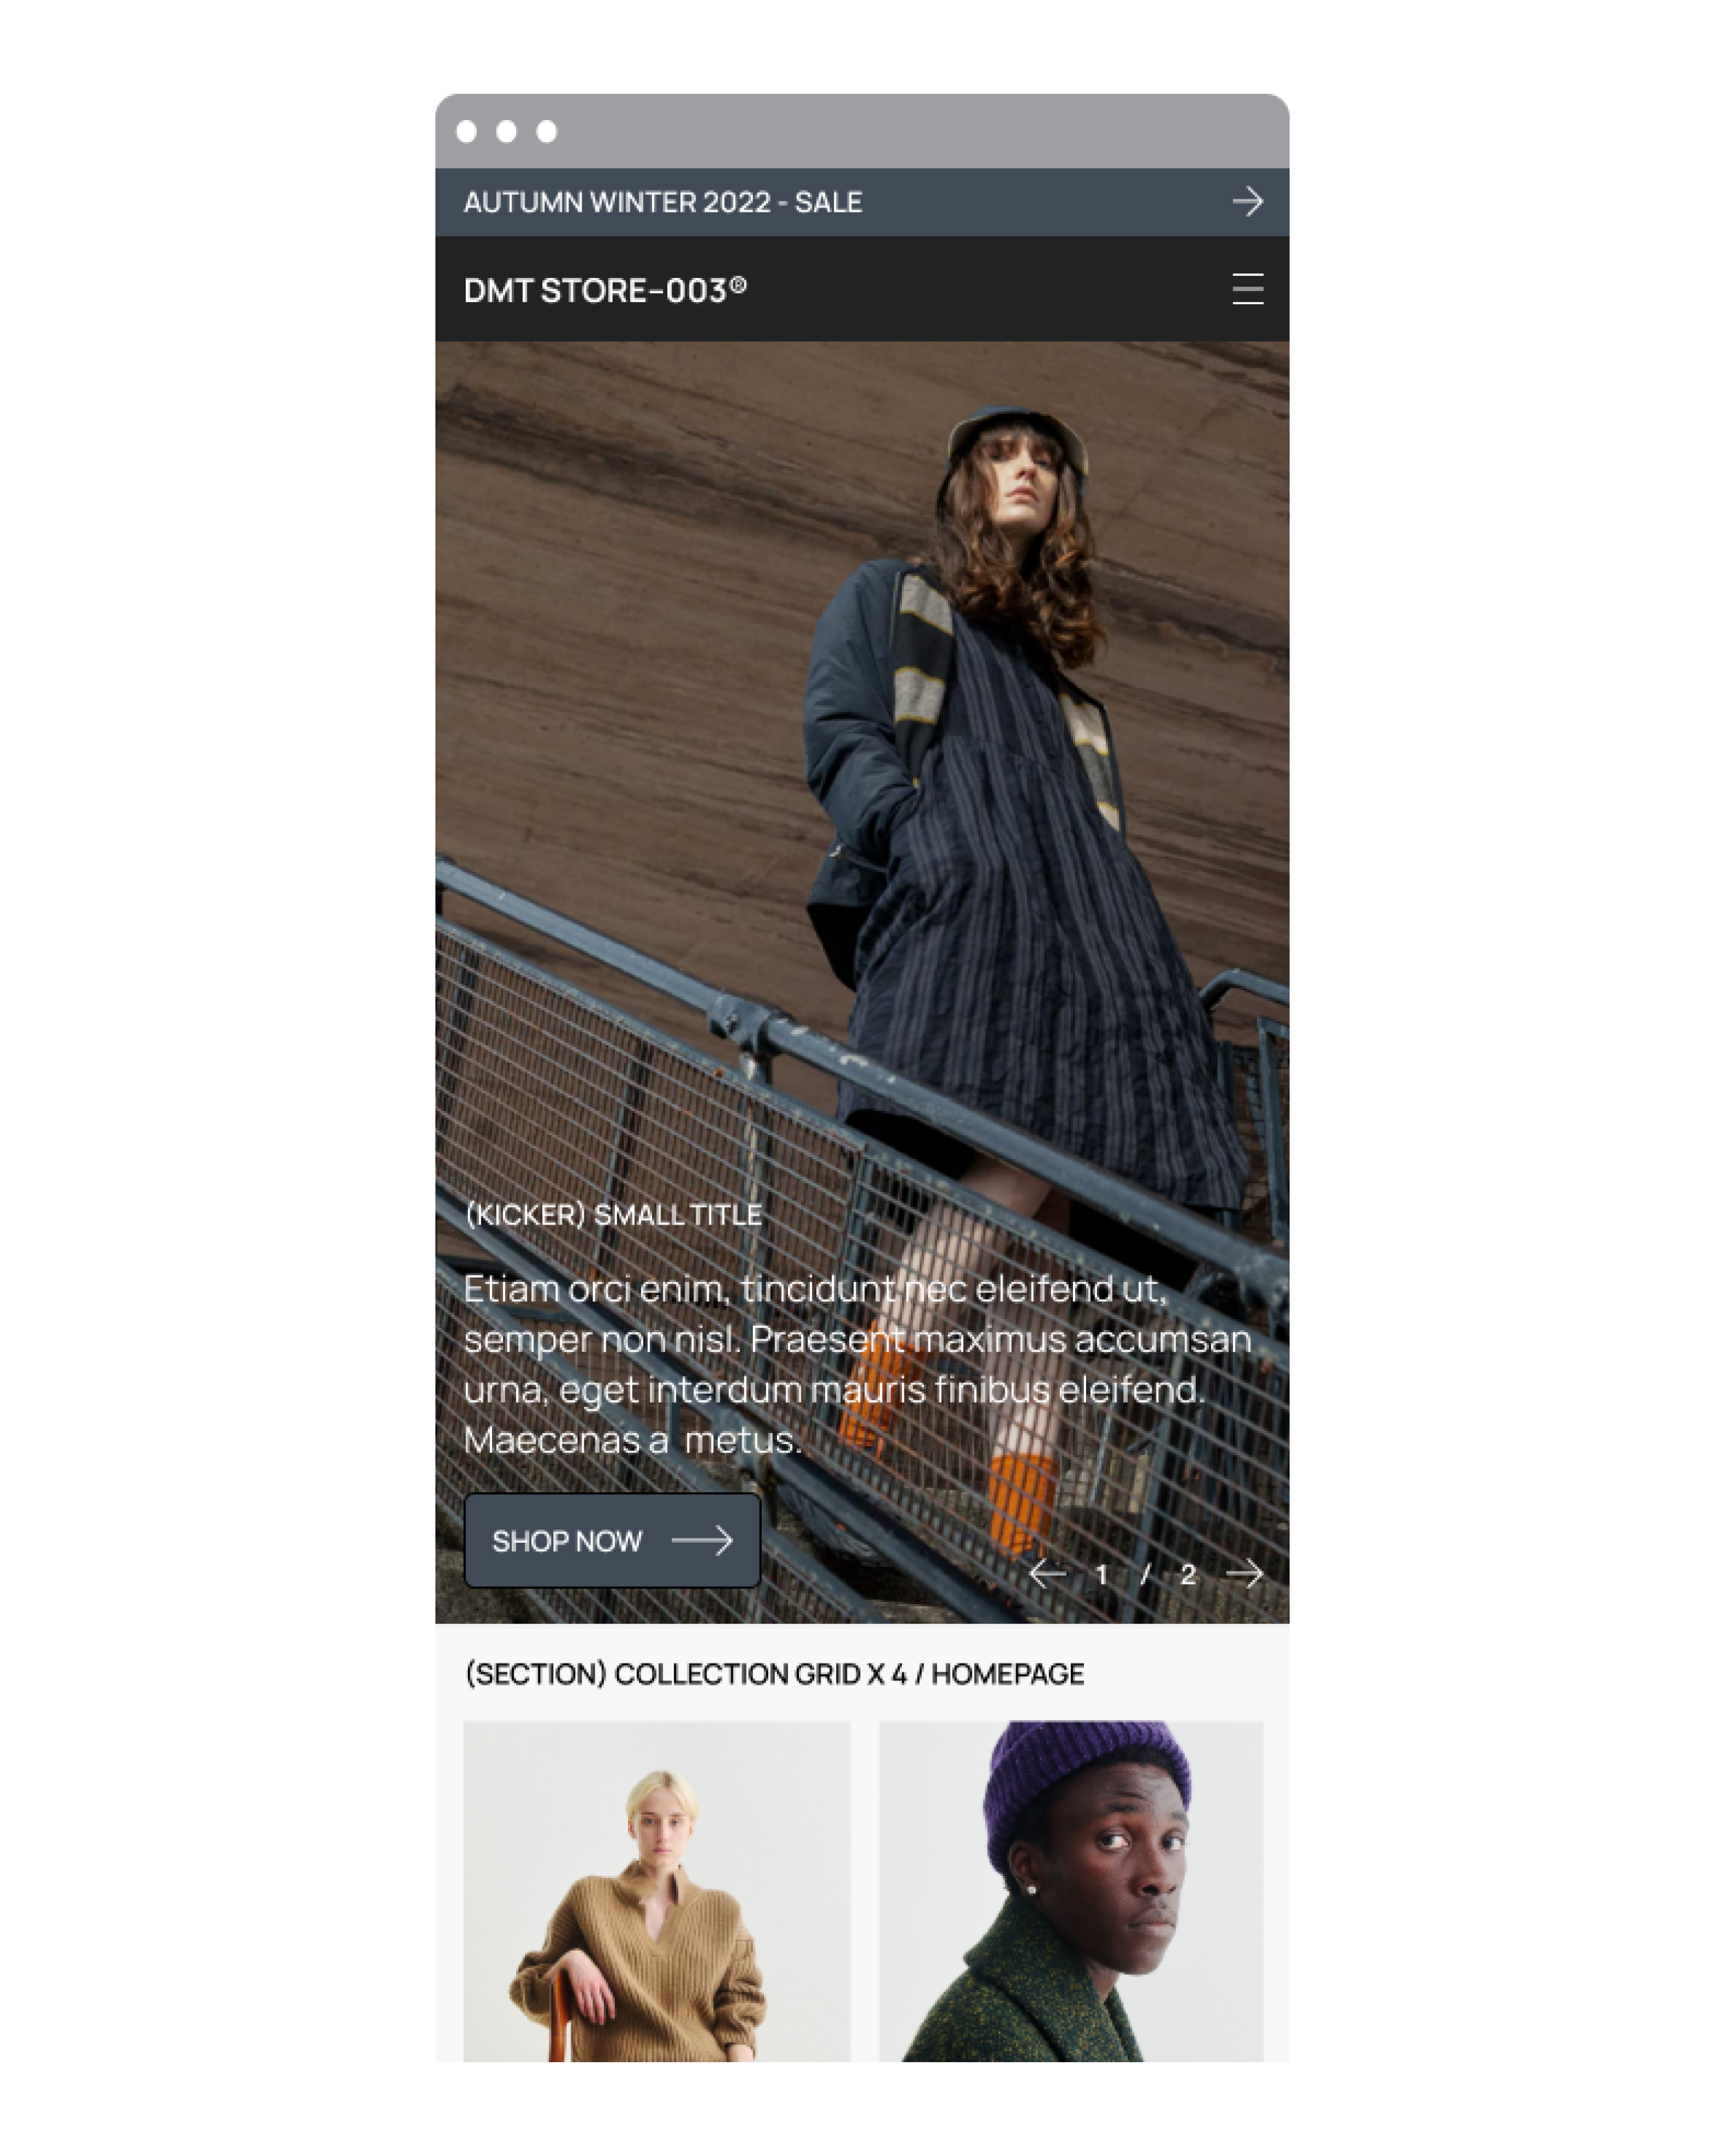 AUTUMN WINTER 2022 - SALE
DMT STORE–003®
(KICKER) SMALL TITLE
Etiam orci enim, tincidunt nec eleifend ut,
semper non nisl. Praesent maximus accumsan
urna, eget interdum mauris finibus eleifend.
Maecenas a metus.
SHOP NOW
1 / 2
(SECTION) COLLECTION GRID X 4 / HOMEPAGE